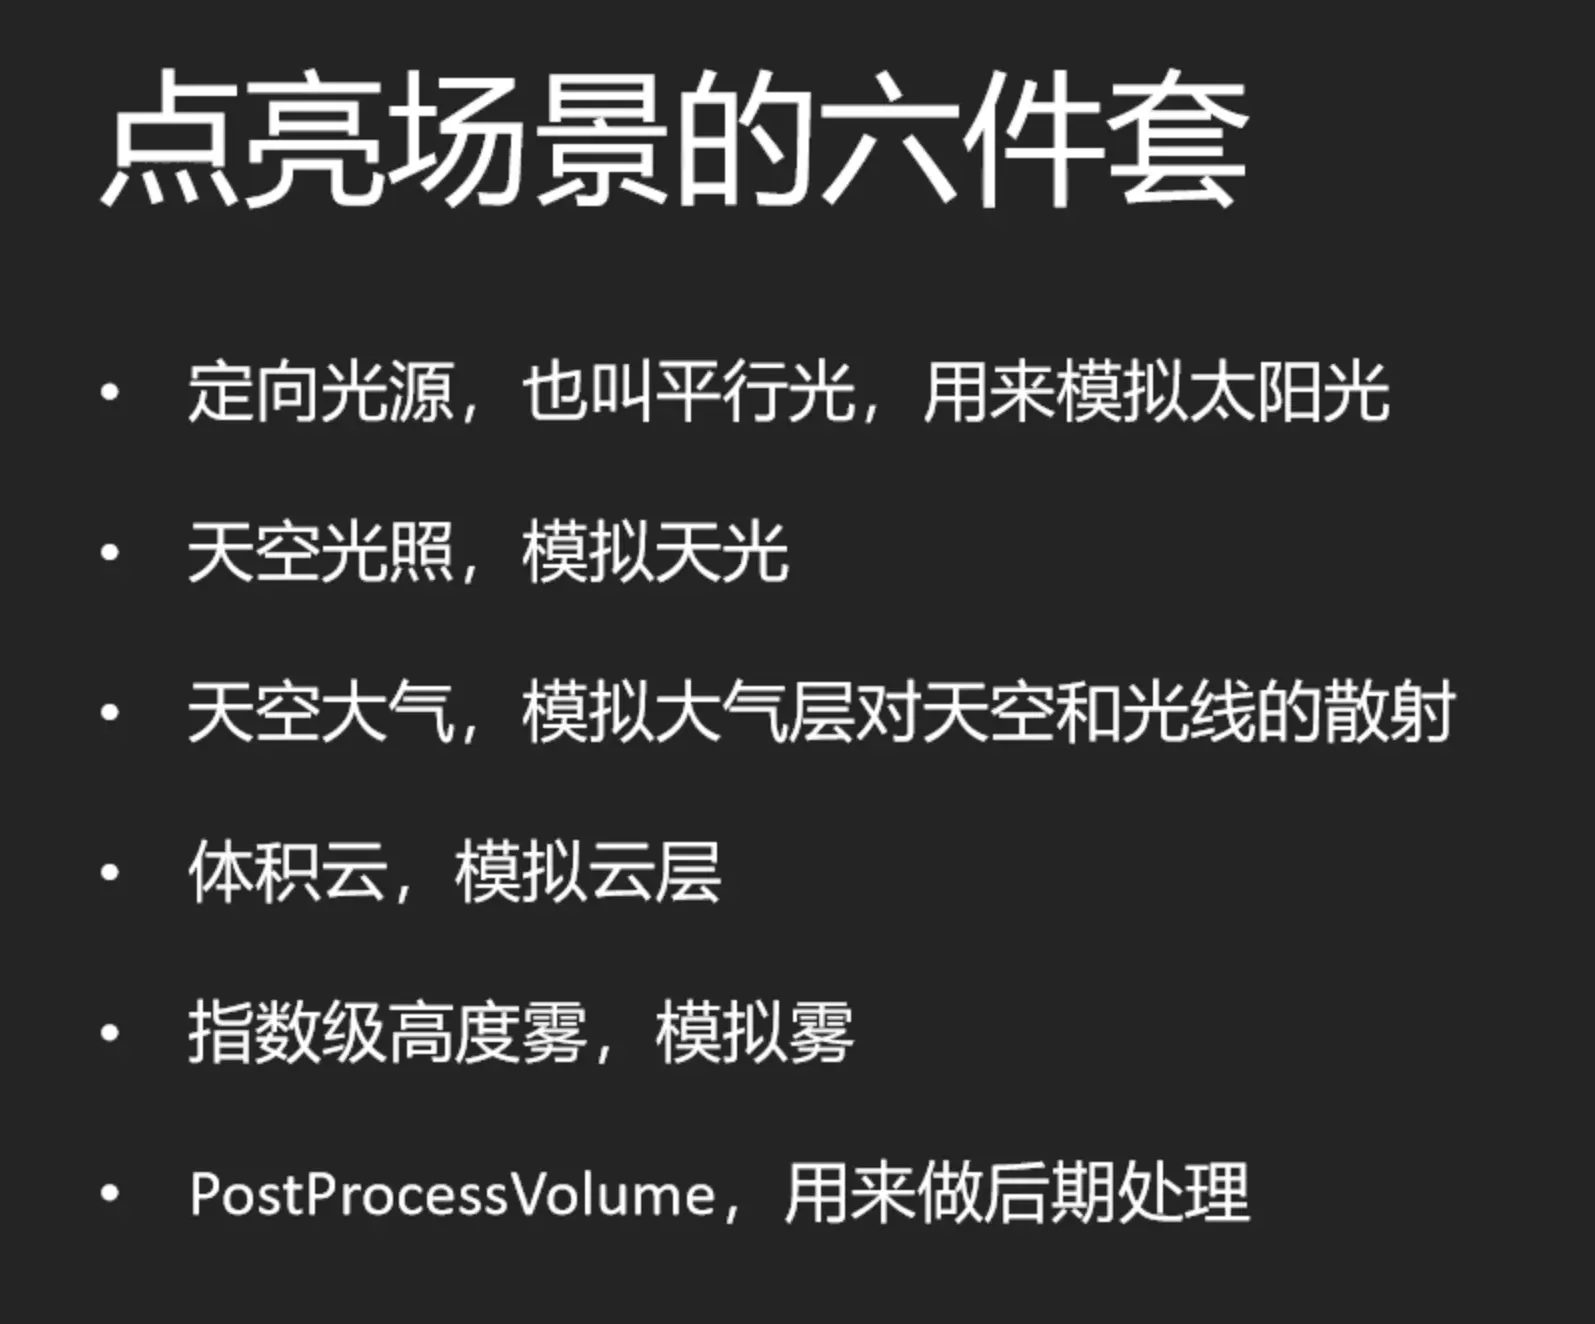 点亮场景的六件套
• 定向光源，也叫平行光，用来模拟太阳光
• 天空光照，模拟天光
• 天空大气，模拟大气层对天空和光线的散射
• 体积云，模拟云层
• 指数级高度雾，模拟雾
• PostProcessVolume，用来做后期处理